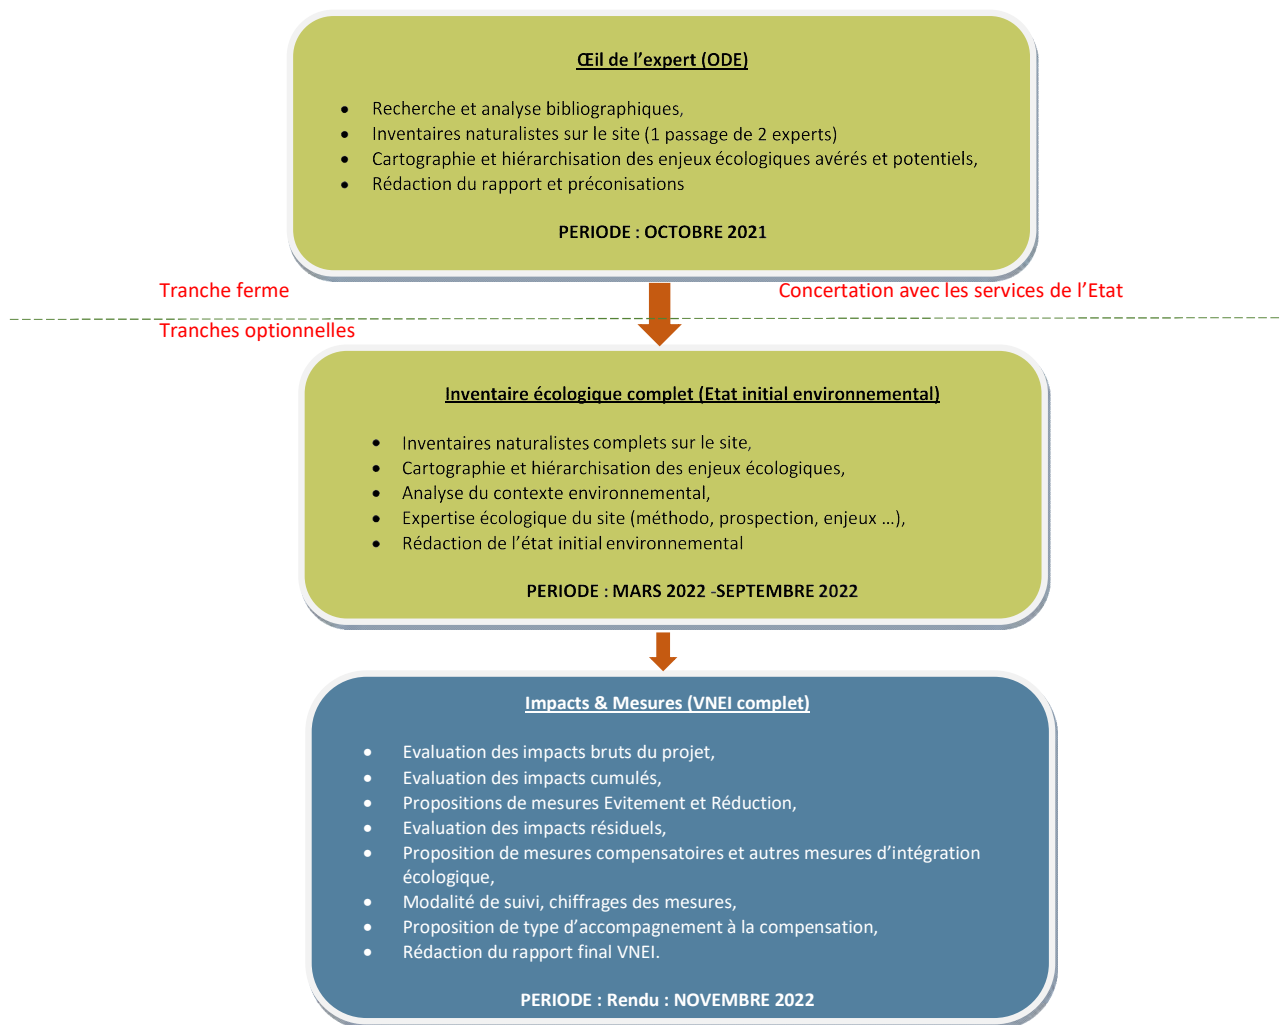 Œil de l’expert (ODE)
• Recherche et analyse bibliographiques,
• Inventaires naturalistes sur le site (1 passage de 2 experts)
• Cartographie et hiérarchisation des enjeux écologiques avérés et potentiels,
• Rédaction du rapport et préconisations
PERIODE : OCTOBRE 2021
Tranche ferme
Concertation avec les services de l’Etat
Tranches optionnelles
Inventaire écologique complet (Etat initial environnemental)
• Inventaires naturalistes complets sur le site,
• Cartographie et hiérarchisation des enjeux écologiques,
• Analyse du contexte environnemental,
• Expertise écologique du site (méthodo, prospection, enjeux ...),
• Rédaction de l’état initial environnemental
PERIODE : MARS 2022 -SEPTEMBRE 2022
Impacts & Mesures (VNEI complet)
• Evaluation des impacts bruts du projet,
• Evaluation des impacts cumulés,
• Propositions de mesures Evitement et Réduction,
• Evaluation des impacts résiduels,
• Proposition de mesures compensatoires et autres mesures d’intégration
écologique,
• Modalité de suivi, chiffrages des mesures,
• Proposition de type d’accompagnement à la compensation,
• Rédaction du rapport final VNEI.
PERIODE : Rendu : NOVEMBRE 2022